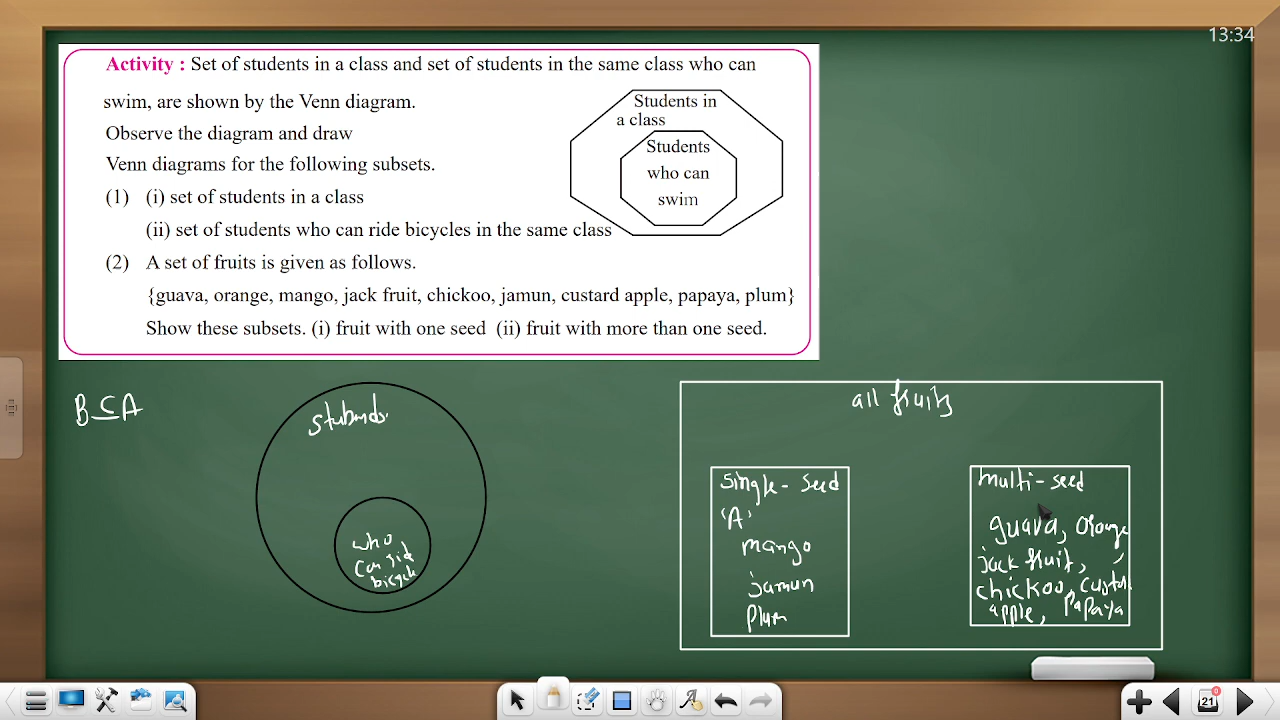 13:34
Activity : Set of students in a class and set of students in the same class who can
swim, are shown by the Venn diagram.
Observe the diagram and draw
Venn diagrams for the following subsets.
(1) (i) set of students in a class
(ii) set of students who can ride bicycles in the same class
(2) A set of fruits is given as follows.
{guava, orange, mango, jack fruit, chickoo, jamun, custard apple, papaya, plum}
Show these subsets. (i) fruit with one seed (ii) fruit with more than one seed.
Students in
a class
Students
who can
swim
B⊆A
who
can
bicycle
all fruits
single-seed
'A'
mango
jamun
Plum
multi-seed
guava, orange
jack fruit,
chickoo,
apple, Papaya
21
0